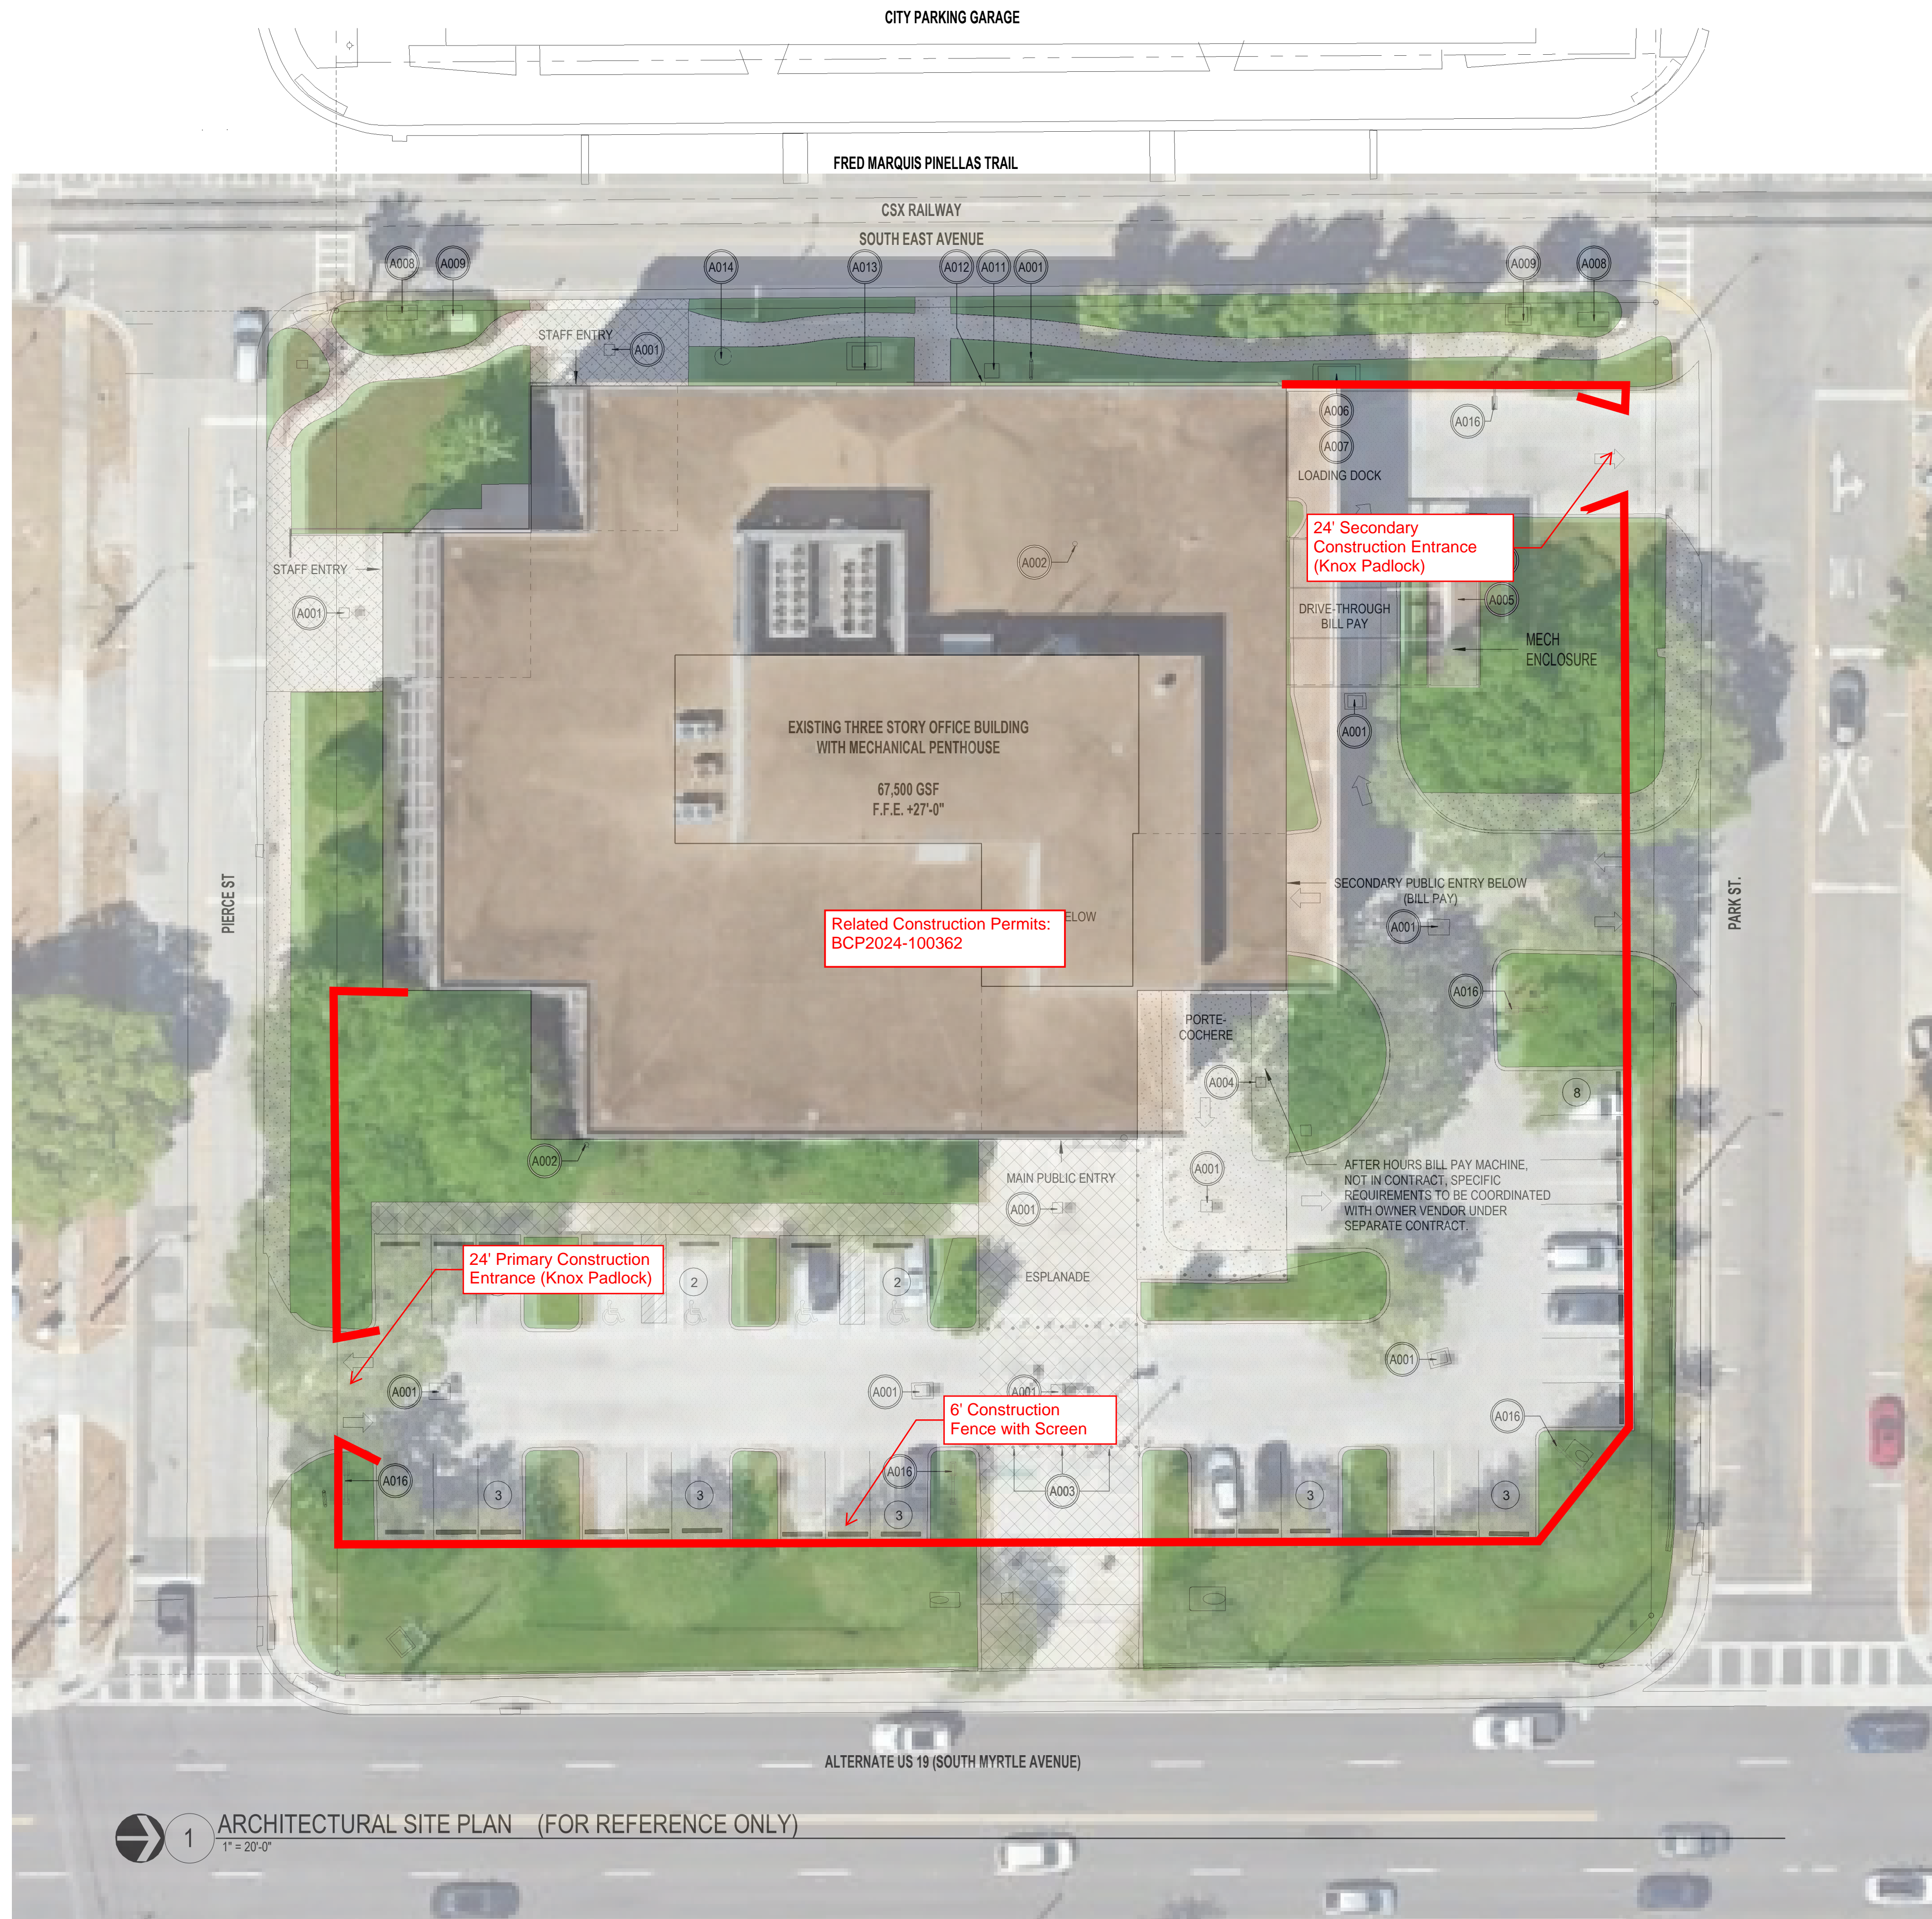 CITY PARKING GARAGE
FRED MARQUIS PINELLAS TRAIL
CSX RAILWAY
SOUTH EAST AVENUE
A008
A009
A014
A013
A012
A011
A001
A009
A008
STAFF ENTRY
A001
A006
A016
A007
LOADING DOCK
24' Secondary
Construction Entrance
(Knox Padlock)
A002
STAFF ENTRY
A001
A005
DRIVE-THROUGH
BILL PAY
MECH
ENCLOSURE
EXISTING THREE STORY OFFICE BUILDING
WITH MECHANICAL PENTHOUSE
A001
67,500 GSF
F.F.E. +27'-0"
PIERCE ST
PARK ST.
SECONDARY PUBLIC ENTRY BELOW
(BILL PAY)
Related Construction Permits:
BCP2024-100362
ELOW
A001
A016
PORTE-
COCHERE
A004
8
A002
MAIN PUBLIC ENTRY
A001
A001
AFTER HOURS BILL PAY MACHINE,
NOT IN CONTRACT, SPECIFIC
REQUIREMENTS TO BE COORDINATED
WITH OWNER VENDOR UNDER
SEPARATE CONTRACT.
24' Primary Construction
Entrance (Knox Padlock)
2
2
ESPLANADE
A001
A001
A001
A001
6' Construction
Fence with Screen
A016
A016
A016
A003
3
3
3
3
3
ALTERNATE US 19 (SOUTH MYRTLE AVENUE)
1
ARCHITECTURAL SITE PLAN (FOR REFERENCE ONLY)
1" = 20'-0"